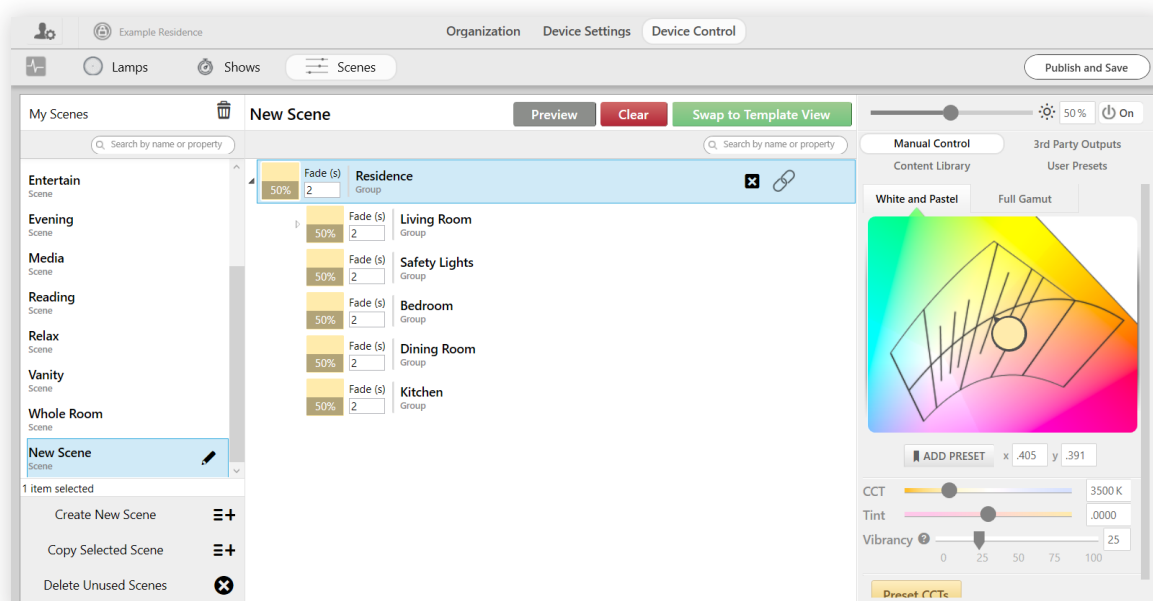 Example Residence
Organization
Device Settings
Device Control
Lamps
Shows
Scenes
Publish and Save
My Scenes
Search by name or property
Entertain
Scene
Evening
Scene
Media
Scene
Reading
Scene
Relax
Scene
Vanity
Scene
Whole Room
Scene
New Scene
Scene
1 item selected
Create New Scene
Copy Selected Scene
Delete Unused Scenes
New Scene
Preview
Clear
Swap to Template View
Search by name or property
50%
Fade (s)
2
Residence
Group
50%
Fade (s)
2
Living Room
Group
50%
Fade (s)
2
Safety Lights
Group
50%
Fade (s)
2
Bedroom
Group
50%
Fade (s)
2
Dining Room
Group
50%
Fade (s)
2
Kitchen
Group
50 %
On
Manual Control
3rd Party Outputs
Content Library
User Presets
White and Pastel
Full Gamut
ADD PRESET
x .405
y .391
CCT
3500 K
Tint
.0000
Vibrancy ?
25
0 25 50 75 100
Preset CCTs